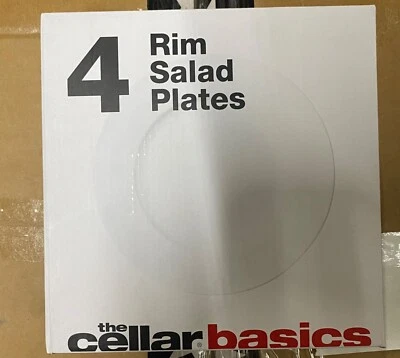 4
Rim
Salad
Plates
the
cellar® basics